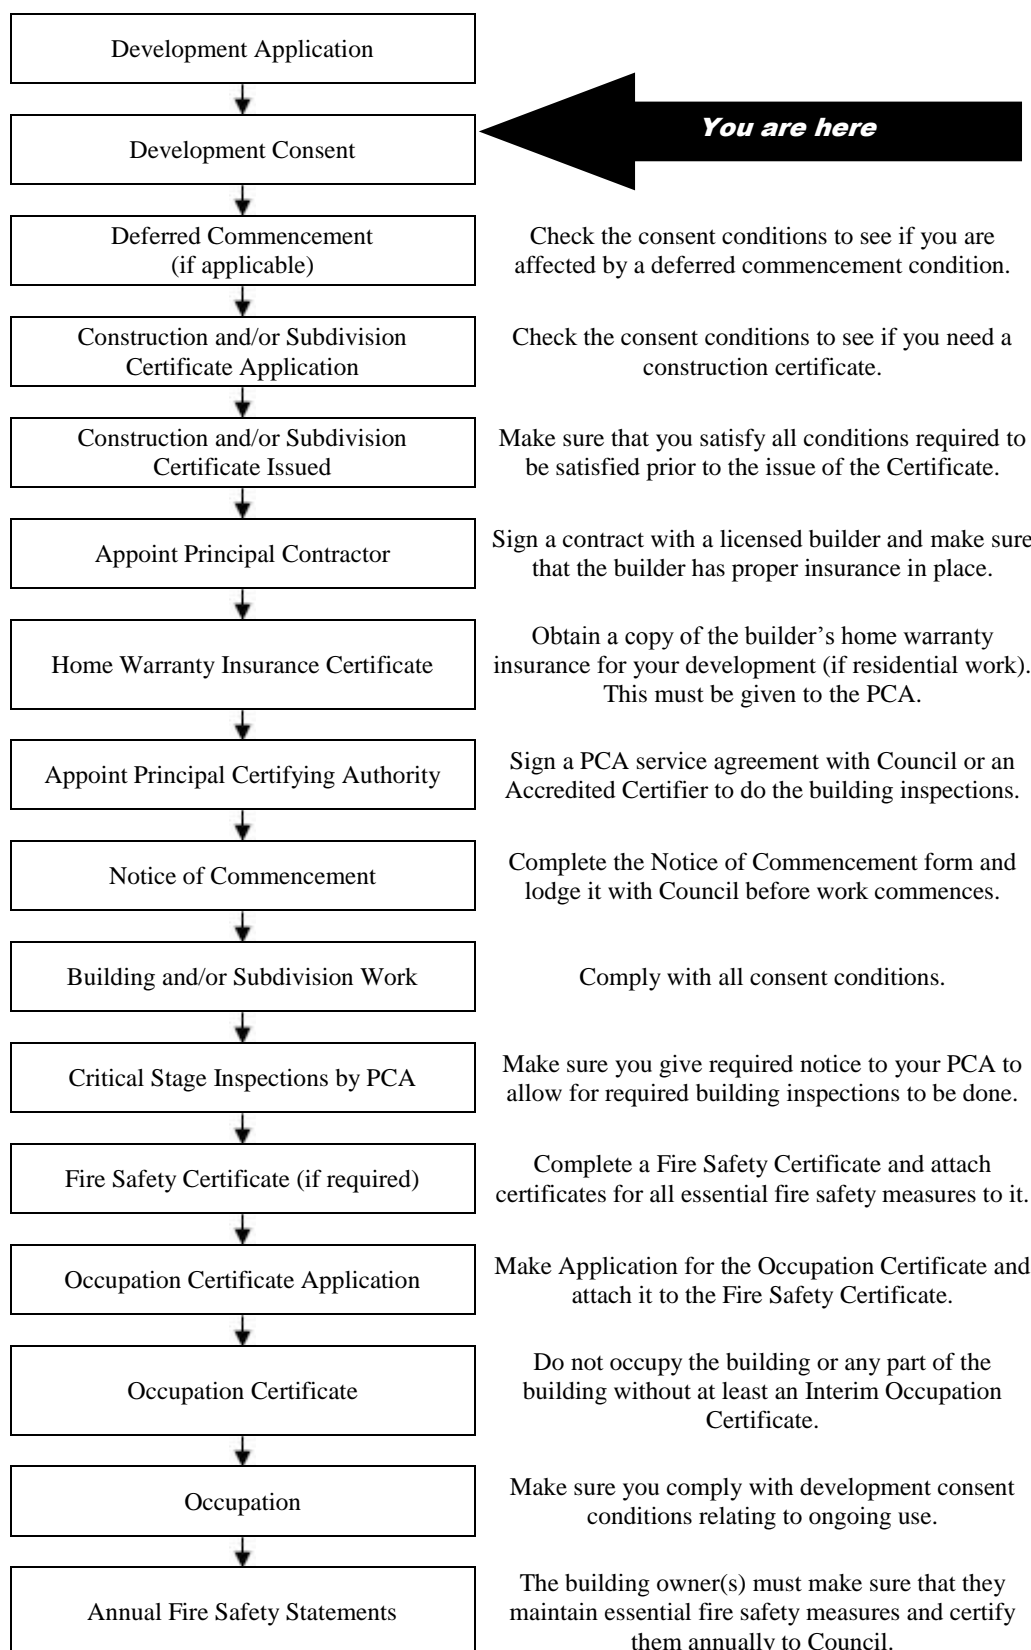 Development Application
Development Consent
You are here
Deferred Commencement
(if applicable)
Check the consent conditions to see if you are
affected by a deferred commencement condition.
Construction and/or Subdivision
Certificate Application
Check the consent conditions to see if you need a
construction certificate.
Construction and/or Subdivision
Certificate Issued
Make sure that you satisfy all conditions required to
be satisfied prior to the issue of the Certificate.
Appoint Principal Contractor
Sign a contract with a licensed builder and make sure
that the builder has proper insurance in place.
Home Warranty Insurance Certificate
Obtain a copy of the builder’s home warranty
insurance for your development (if residential work).
This must be given to the PCA.
Appoint Principal Certifying Authority
Sign a PCA service agreement with Council or an
Accredited Certifier to do the building inspections.
Notice of Commencement
Complete the Notice of Commencement form and
lodge it with Council before work commences.
Building and/or Subdivision Work
Comply with all consent conditions.
Critical Stage Inspections by PCA
Make sure you give required notice to your PCA to
allow for required building inspections to be done.
Fire Safety Certificate (if required)
Complete a Fire Safety Certificate and attach
certificates for all essential fire safety measures to it.
Occupation Certificate Application
Make Application for the Occupation Certificate and
attach it to the Fire Safety Certificate.
Occupation Certificate
Do not occupy the building or any part of the
building without at least an Interim Occupation
Certificate.
Occupation
Make sure you comply with development consent
conditions relating to ongoing use.
Annual Fire Safety Statements
The building owner(s) must make sure that they
maintain essential fire safety measures and certify
them annually to Council.